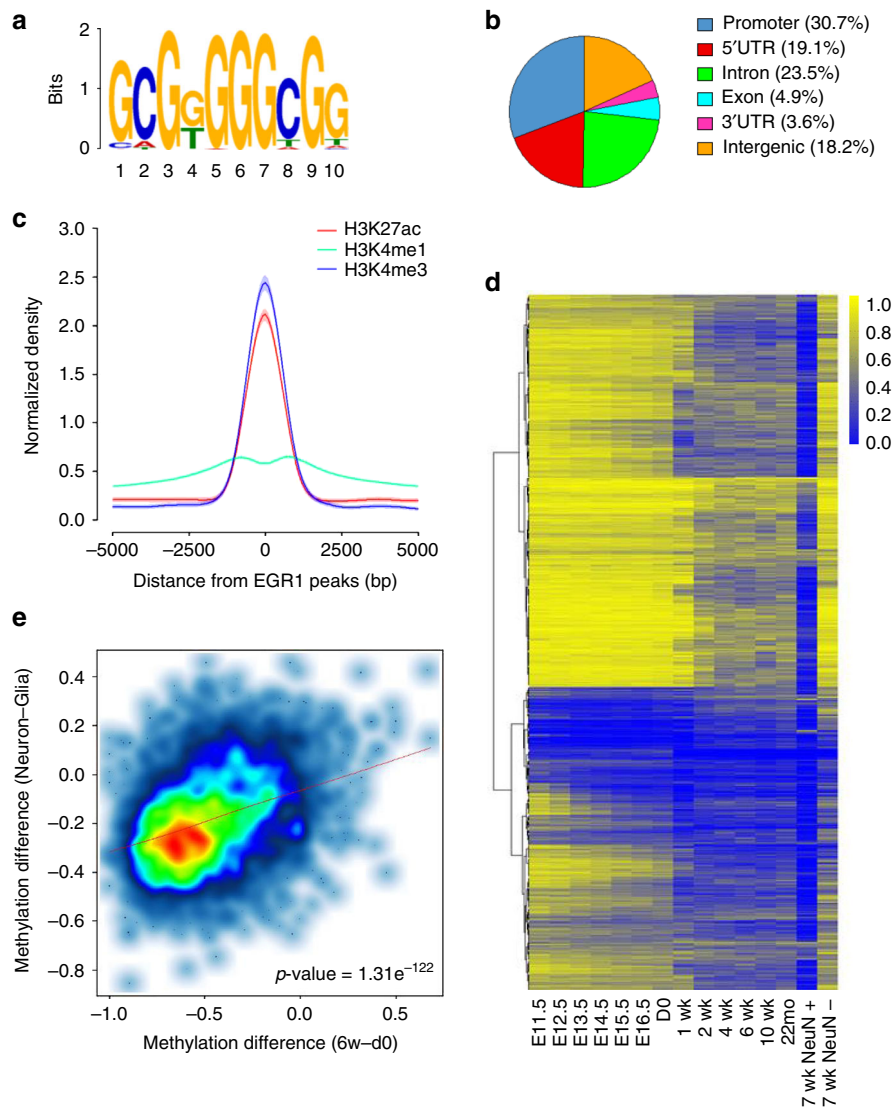 a
Bits
2
1
0
GCGTGGGCGG
CATAT
1 2 3 4 5 6 7 8 9 10
b
Promoter (30.7%)
5′UTR (19.1%)
Intron (23.5%)
Exon (4.9%)
3′UTR (3.6%)
Intergenic (18.2%)
c
H3K27ac
H3K4me1
H3K4me3
Normalized density
3.0
2.5
2.0
1.5
1.0
0.5
0.0
−5000 −2500 0 2500 5000
Distance from EGR1 peaks (bp)
d
1.0
0.8
0.6
0.4
0.2
0.0
E11.5
E12.5
E13.5
E14.5
E15.5
E16.5
D0
1 wk
2 wk
4 wk
6 wk
10 wk
22mo
7 wk NeuN +
7 wk NeuN −
e
Methylation difference (Neuron–Glia)
0.4
0.2
0.0
−0.2
−0.4
−0.6
−0.8
p-value = 1.31e−122
−1.0 −0.5 0.0 0.5
Methylation difference (6w–d0)